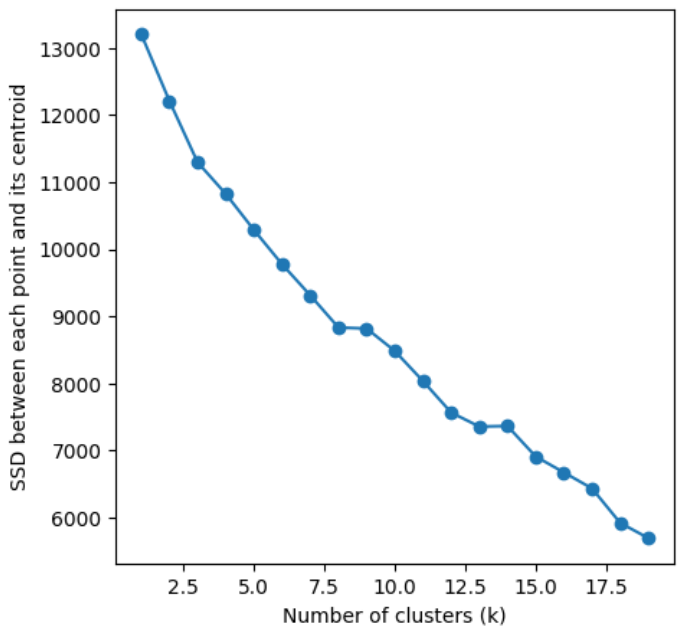 13000
12000
11000
10000
9000
8000
7000
6000
SSD between each point and its centroid
2.5 5.0 7.5 10.0 12.5 15.0 17.5
Number of clusters (k)